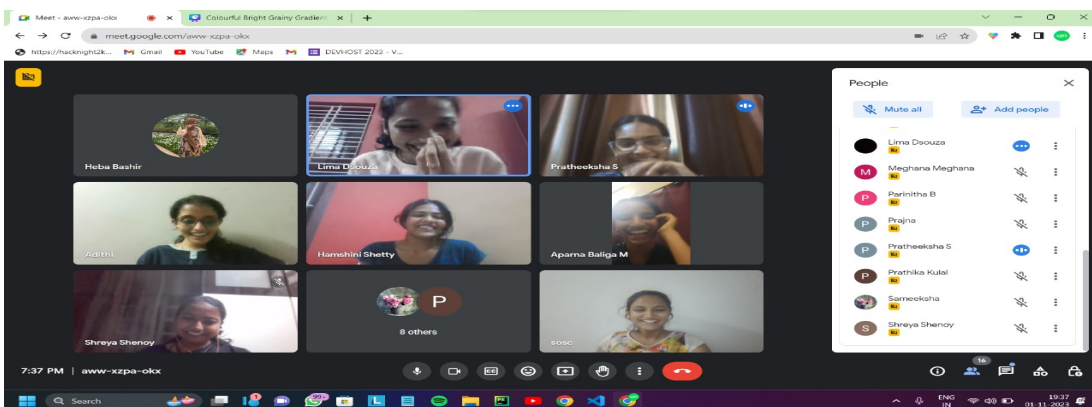 Meet - aww-xzpa-okx
Colourful Bright Grainy Gradient
meet.google.com/aww-xzpa-okx
https://hacknight2k...
Gmail
YouTube
Maps
DEVHOST 2023 - V...
Heba Bashir
Lima Dsouza
Pratheeksha S
Adithi
Hamshini Shetty
Aparna Baliga M
Shreya Shenoy
P
8 others
sosc
People
Mute all
Add people
Lima Dsouza
M Meghana Meghana
P Parinitha B
P Prajna
P Pratheeksha S
P Prathika Kulal
Sameeksha
S Shreya Shenoy
7:37 PM | aww-xzpa-okx
16
Search
99+
ENG
IN
19:37
01-11-2023